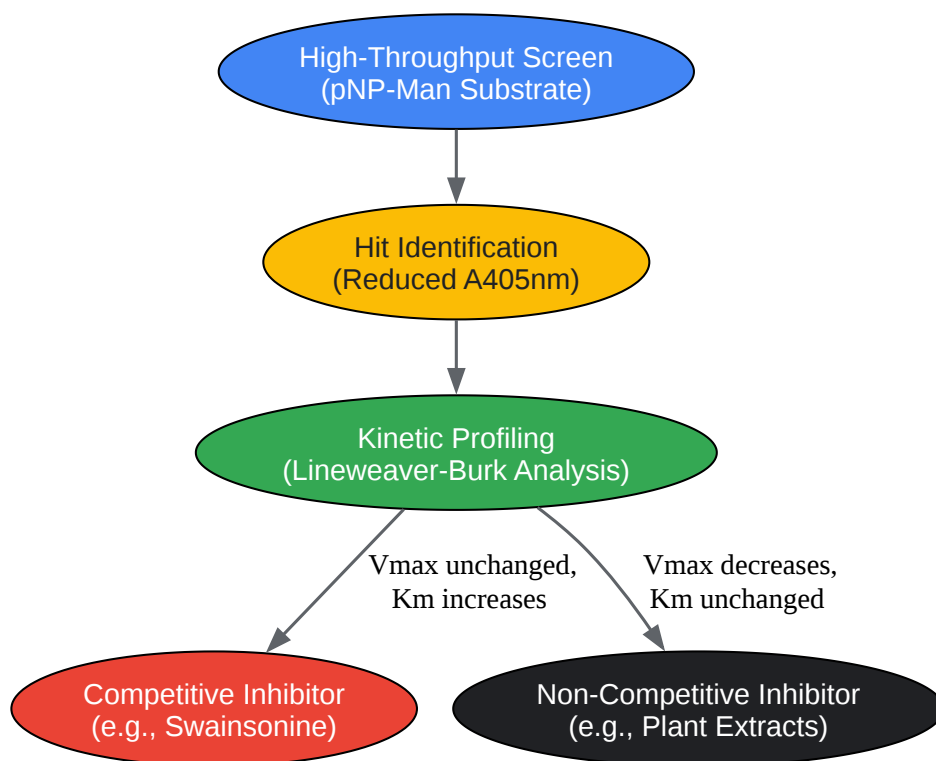 High-Throughput Screen
(pNP-Man Substrate)
Hit Identification
(Reduced A405nm)
Kinetic Profiling
(Lineweaver-Burk Analysis)
Vmax unchanged,
Km increases
Vmax decreases,
Km unchanged
Competitive Inhibitor
(e.g., Swainsonine)
Non-Competitive Inhibitor
(e.g., Plant Extracts)